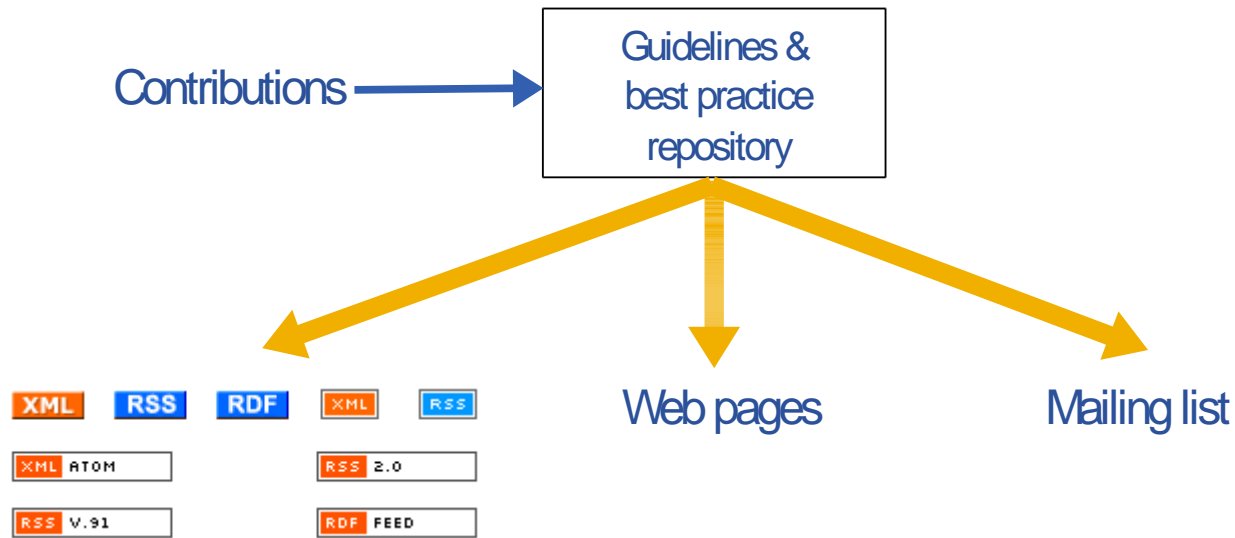 Guidelines &
best practice
repository
Contributions
XML RSS RDF XML RSS
Web pages
Mailing list
XML ATOM
RSS 2.0
RSS V.91
RDF FEED